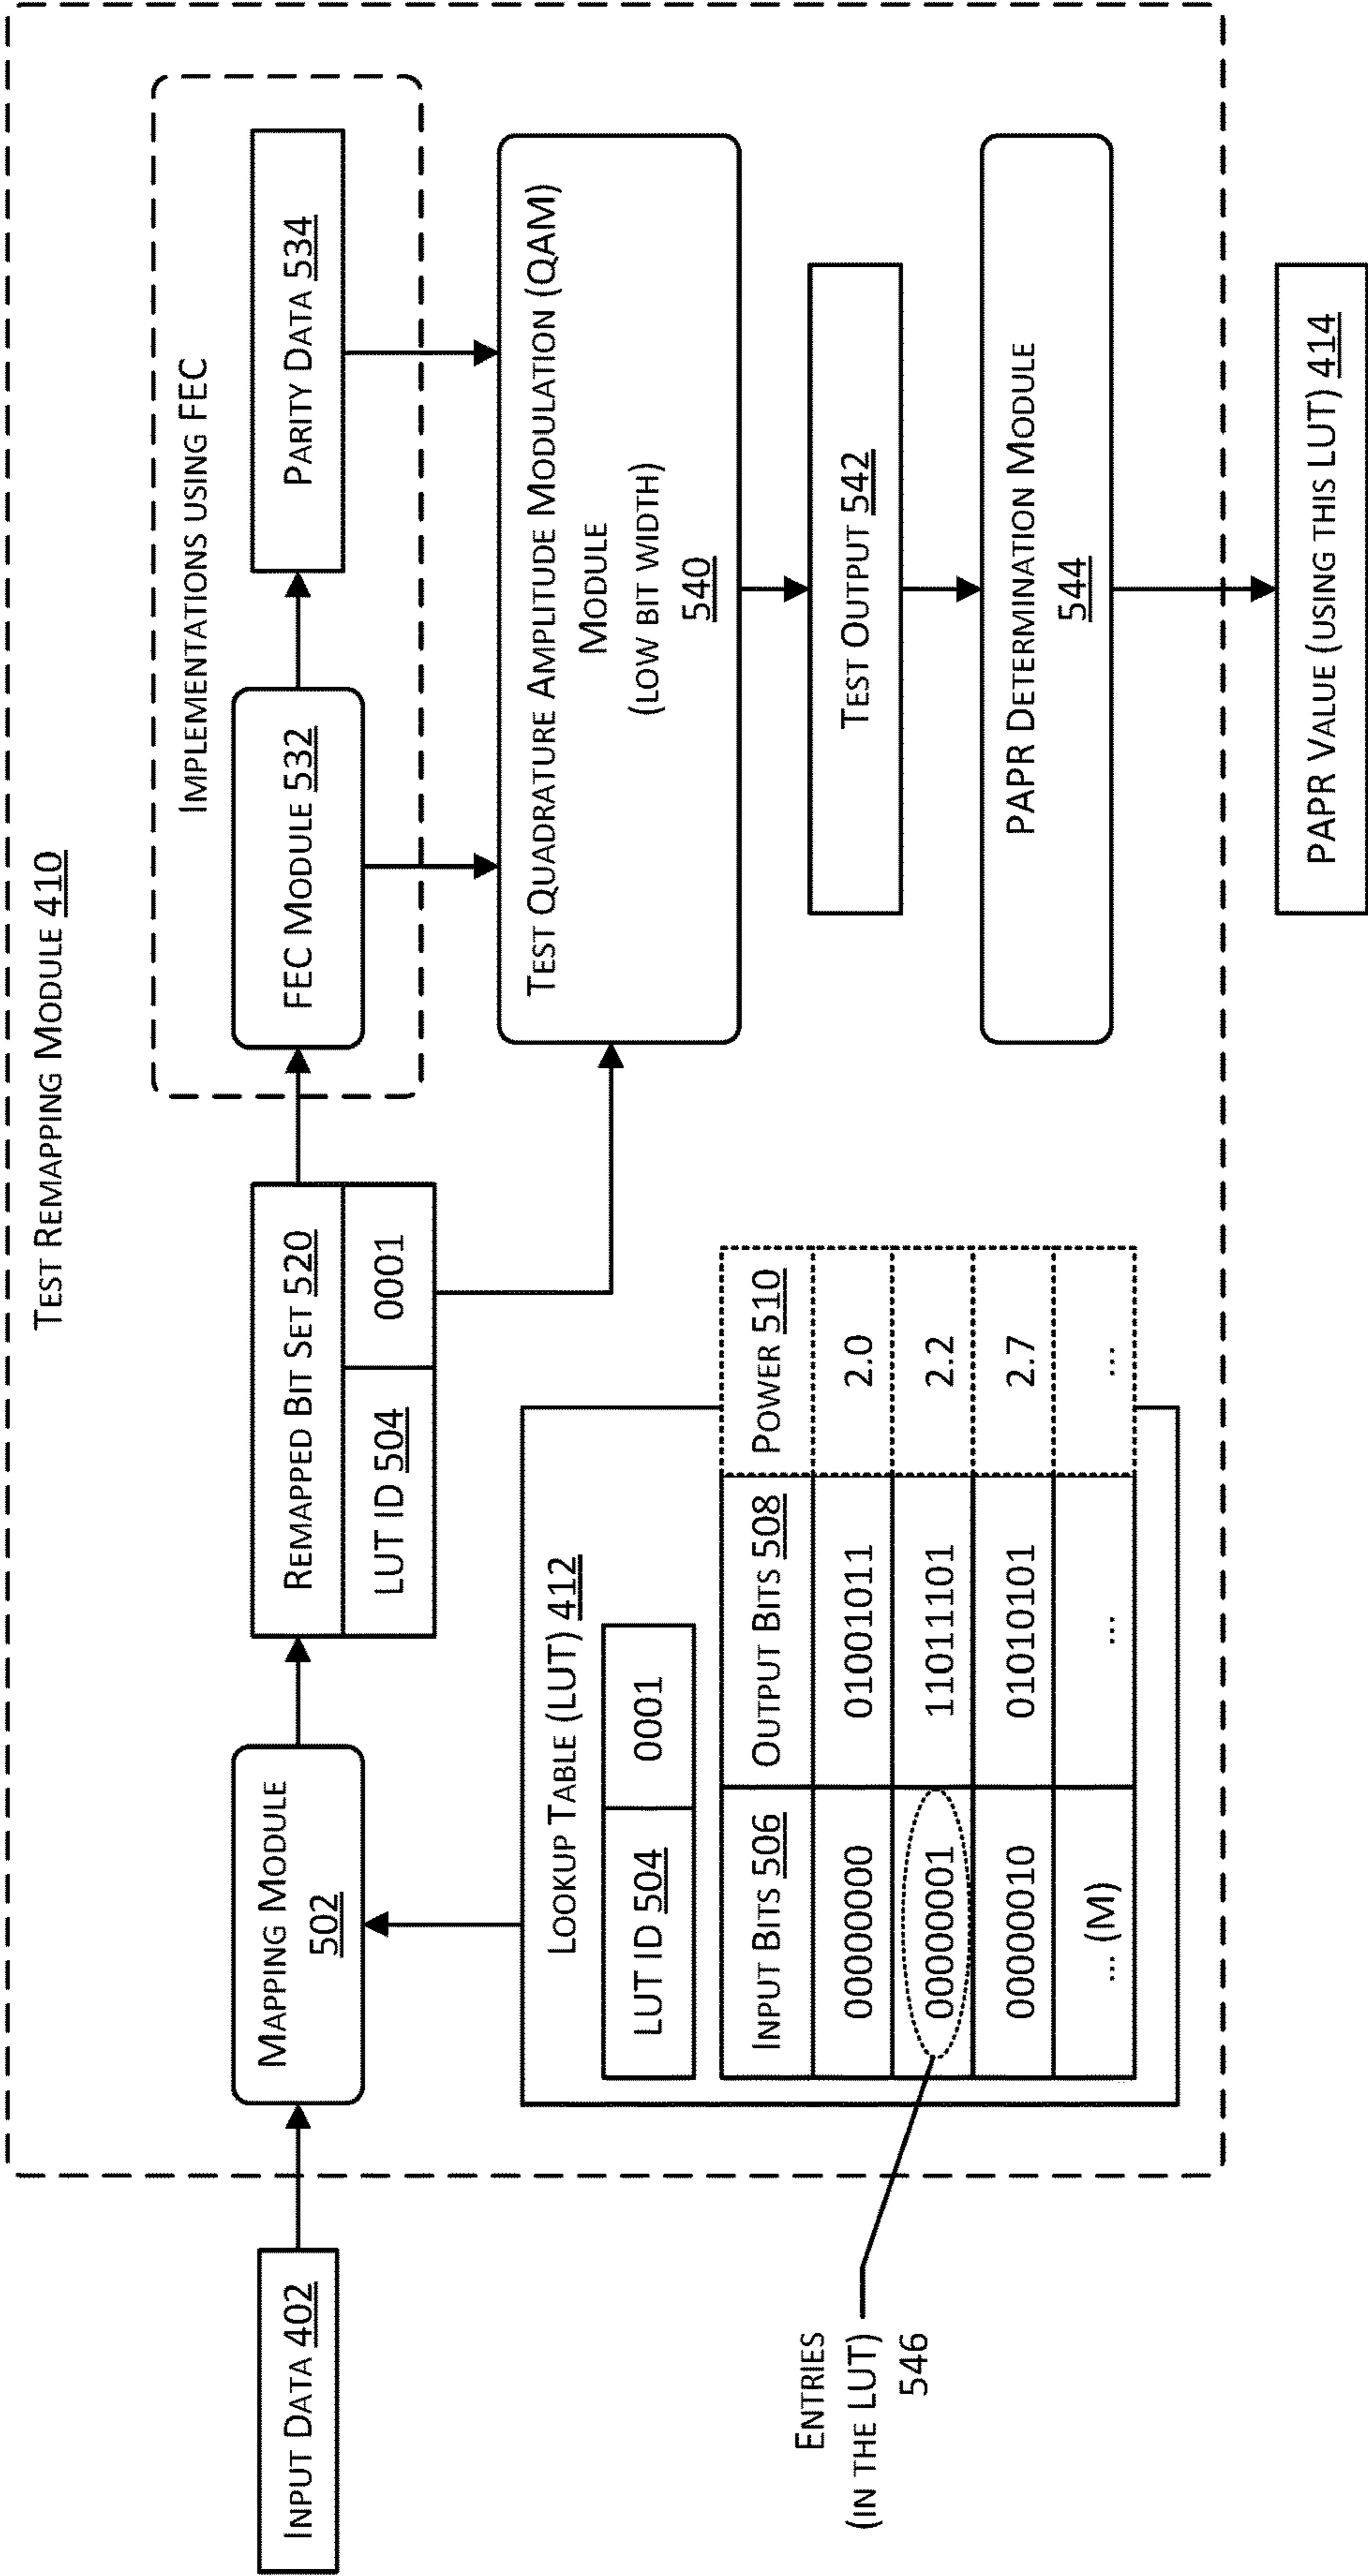 TEST REMAPPING MODULE 410
INPUT DATA 402
MAPPING MODULE
502
REMAPPED BIT SET 520
LUT ID 504 0001
IMPLEMENTATIONS USING FEC
FEC MODULE 532
PARITY DATA 534
LOOKUP TABLE (LUT) 412
LUT ID 504 0001
INPUT BITS 506 OUTPUT BITS 508 POWER 510
00000000 01001011 2.0
00000001 11011101 2.2
00000010 01010101 2.7
... (M) ... ...
ENTRIES
(IN THE LUT)
546
TEST QUADRATURE AMPLITUDE MODULATION (QAM)
MODULE
(LOW BIT WIDTH)
540
TEST OUTPUT 542
PAPR DETERMINATION MODULE
544
PAPR VALUE (USING THIS LUT) 414